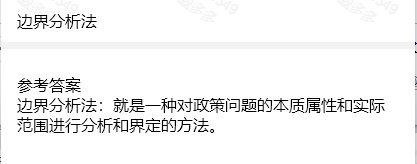 边界分析法
参考答案
边界分析法：就是一种对政策问题的本质属性和实际
范围进行分析和界定的方法。